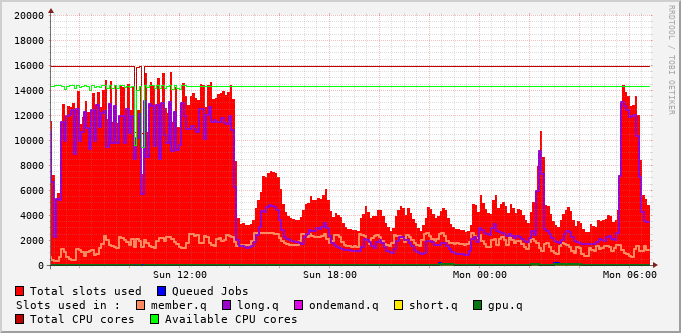 RRDTOOL / TOBI OETIKER
20000
18000
16000
14000
12000
10000
8000
6000
4000
2000
0
Sun 12:00 Sun 18:00 Mon 00:00 Mon 06:00
Total slots used Queued Jobs
Slots used in : member.q long.q ondemand.q short.q gpu.q
Total CPU cores Available CPU cores